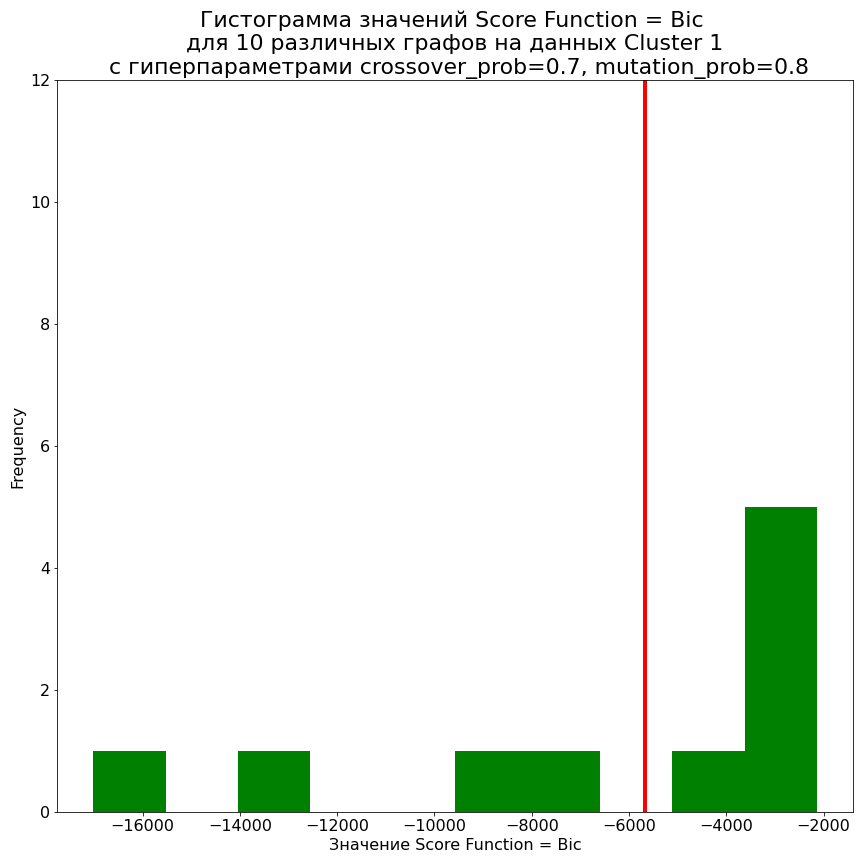 Гистограмма значений Score Function = Bic
для 10 различных графов на данных Cluster 1
с гиперпараметрами crossover_prob=0.7, mutation_prob=0.8
12
10
8
6
4
2
0
Frequency
−16000 −14000 −12000 −10000 −8000 −6000 −4000 −2000
Значение Score Function = Bic